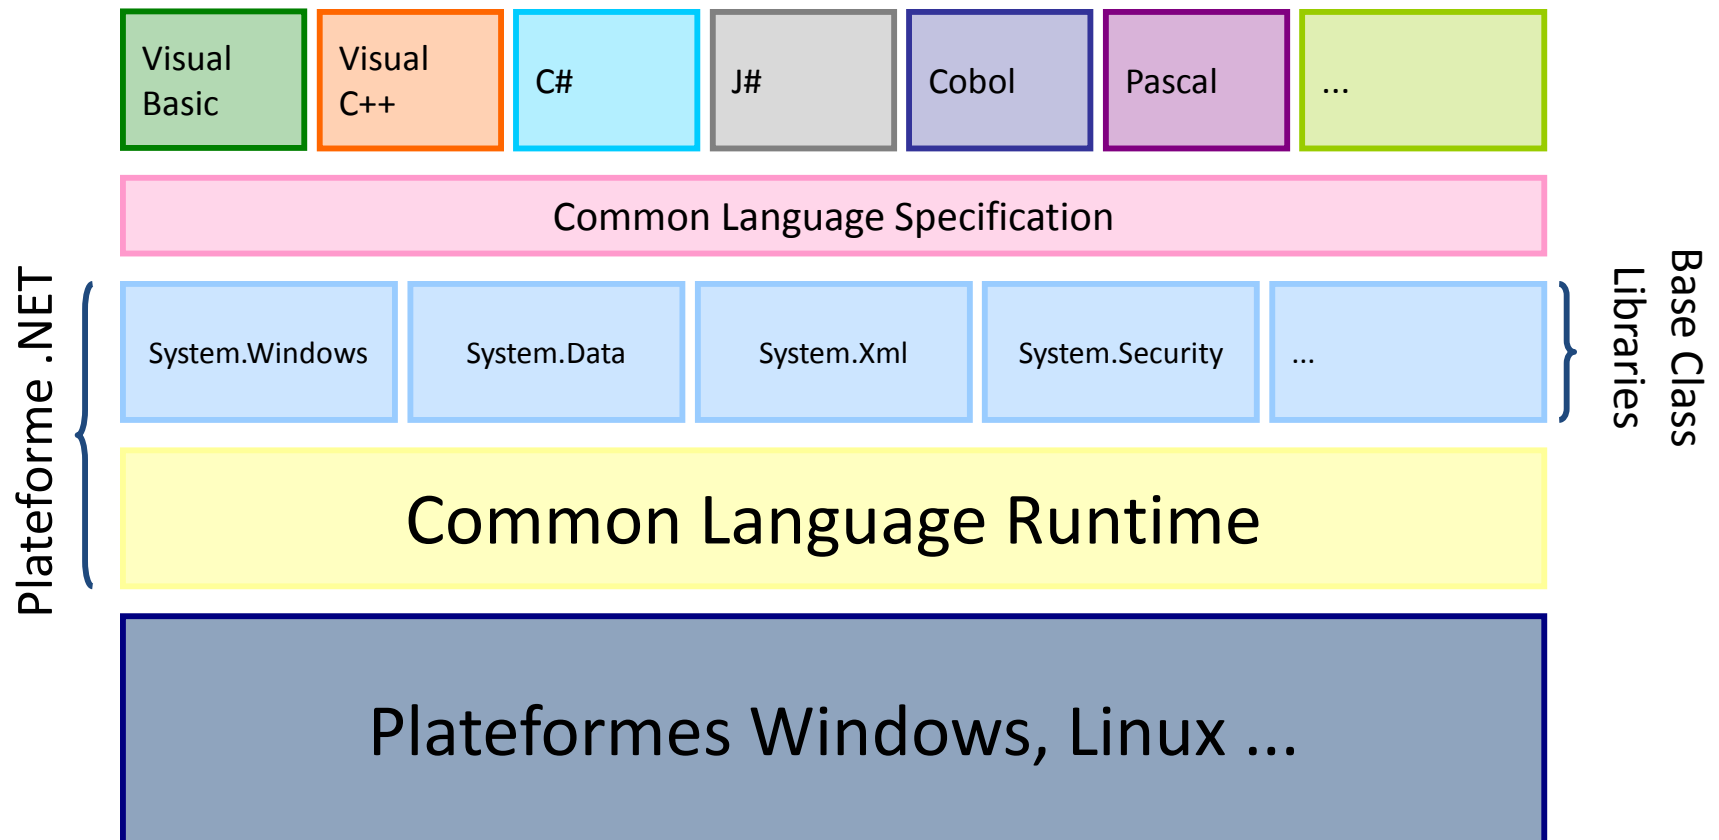 Visual
Basic
Visual
C++
C#
J#
Cobol
Pascal
...
Common Language Specification
Plateforme .NET
System.Windows
System.Data
System.Xml
System.Security
...
Base Class
Libraries
Common Language Runtime
Plateformes Windows, Linux ...